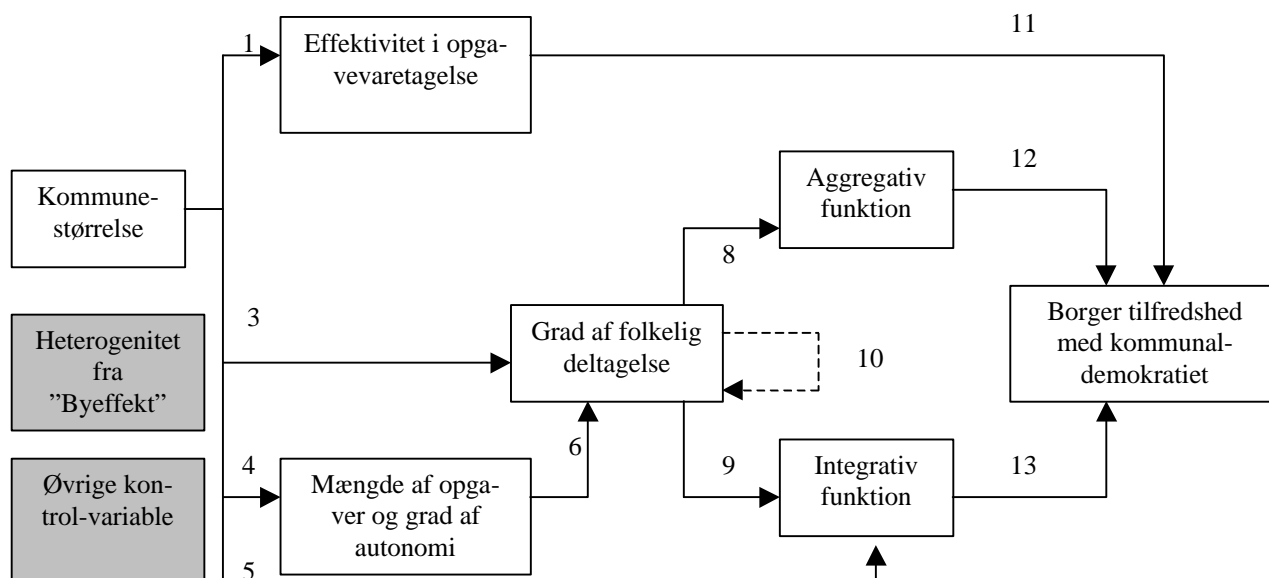 1
Effektivitet i opga-
vevaretagelse
11
Kommune-
størrelse
Aggregativ
funktion
12
8
3
Heterogenitet
fra
”Byeffekt”
Grad af folkelig
deltagelse
10
Borger tilfredshed
med kommunal-
demokratiet
6
4
Øvrige kon-
trol-variable
Mængde af opga-
ver og grad af
autonomi
9
Integrativ
funktion
13
5